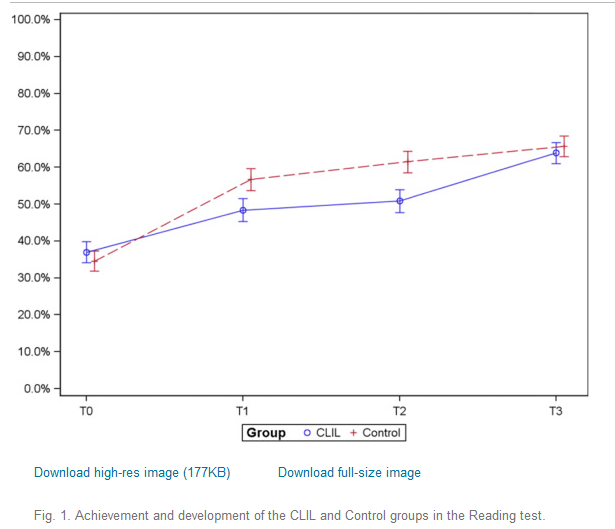 100.0%
90.0%
80.0%
70.0%
60.0%
50.0%
40.0%
30.0%
20.0%
10.0%
0.0%
T0 T1 T2 T3
Group CLIL Control
Download high-res image (177KB) Download full-size image
Fig. 1. Achievement and development of the CLIL and Control groups in the Reading test.